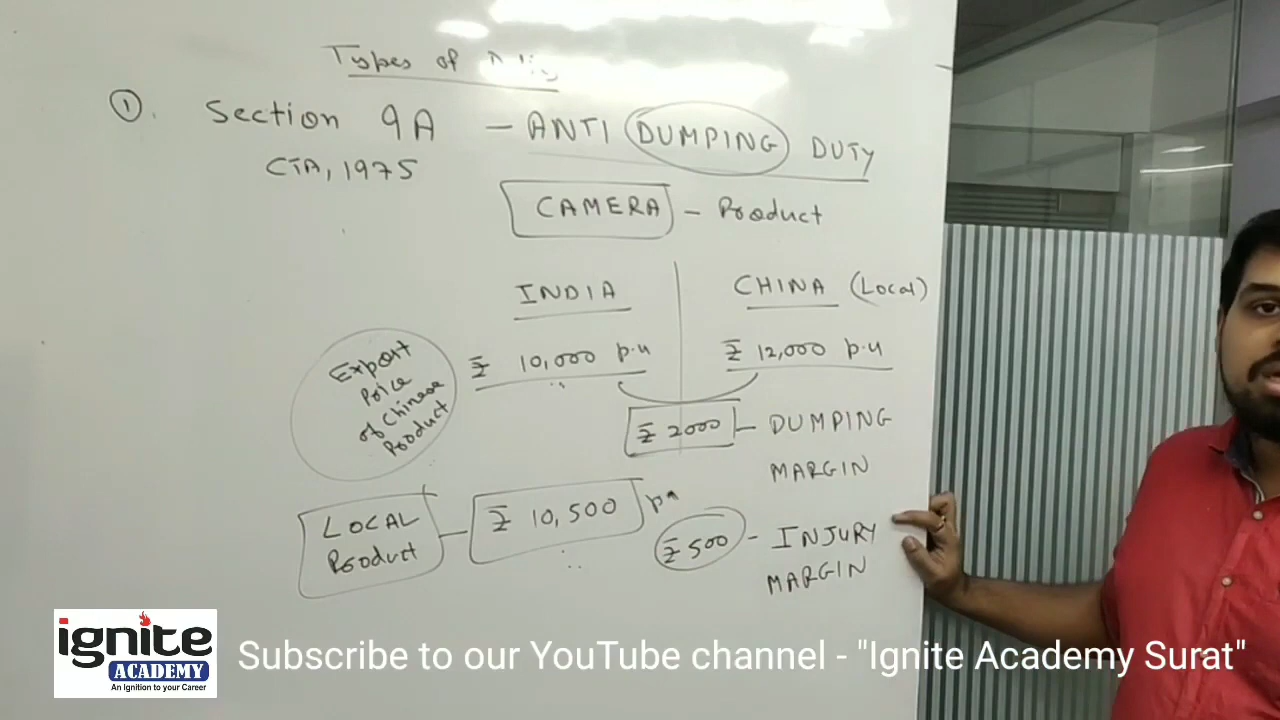 Types of
①. Section 9A - ANTI DUMPING DUTY
CTA, 1975
CAMERA - Product
INDIA
CHINA (Local)
₹ 10,000 p.u
₹ 12,000 p.u
Export
Price
of Chinese
Product
₹ 2000 - DUMPING
MARGIN
LOCAL
Product
- ₹ 10,500 pu
₹ 500 - INJURY
MARGIN
ignite
ACADEMY
An Ignition to your Career
Subscribe to our YouTube channel - "Ignite Academy Surat"